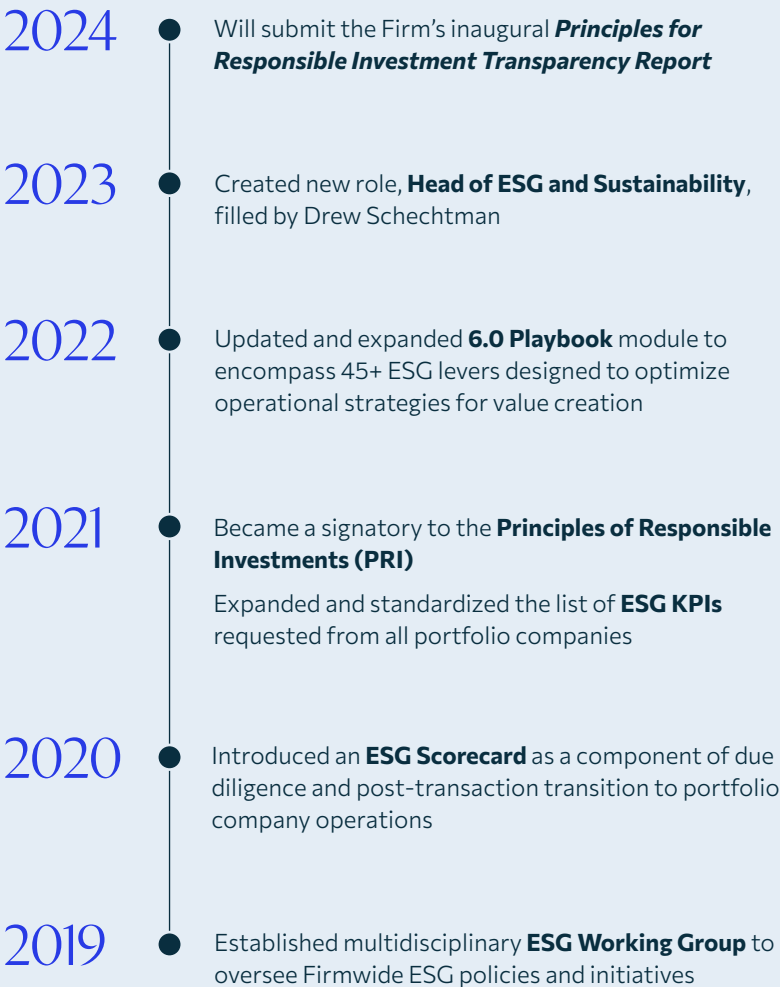 2024
Will submit the Firm’s inaugural Principles for
Responsible Investment Transparency Report
2023
Created new role, Head of ESG and Sustainability,
filled by Drew Schechtman
2022
Updated and expanded 6.0 Playbook module to
encompass 45+ ESG levers designed to optimize
operational strategies for value creation
2021
Became a signatory to the Principles of Responsible
Investments (PRI)
Expanded and standardized the list of ESG KPIs
requested from all portfolio companies
2020
Introduced an ESG Scorecard as a component of due
diligence and post-transaction transition to portfolio
company operations
2019
Established multidisciplinary ESG Working Group to
oversee Firmwide ESG policies and initiatives